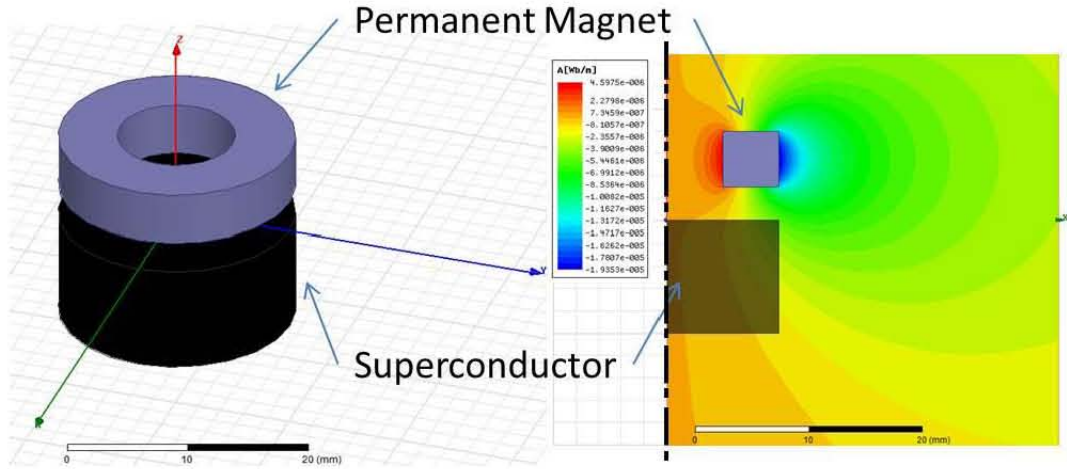 Permanent Magnet
Z
Y
X
A[Wb/m]
4.5975e-006
2.2798e-006
7.3459e-007
-8.1057e-007
-2.3557e-006
-3.9009e-006
-5.4461e-006
-6.9912e-006
-8.5364e-006
-1.0082e-005
-1.1627e-005
-1.3172e-005
-1.4717e-005
-1.6262e-005
-1.7807e-005
-1.9353e-005
Superconductor
0 10 20 (mm)
0 10 20 (mm)